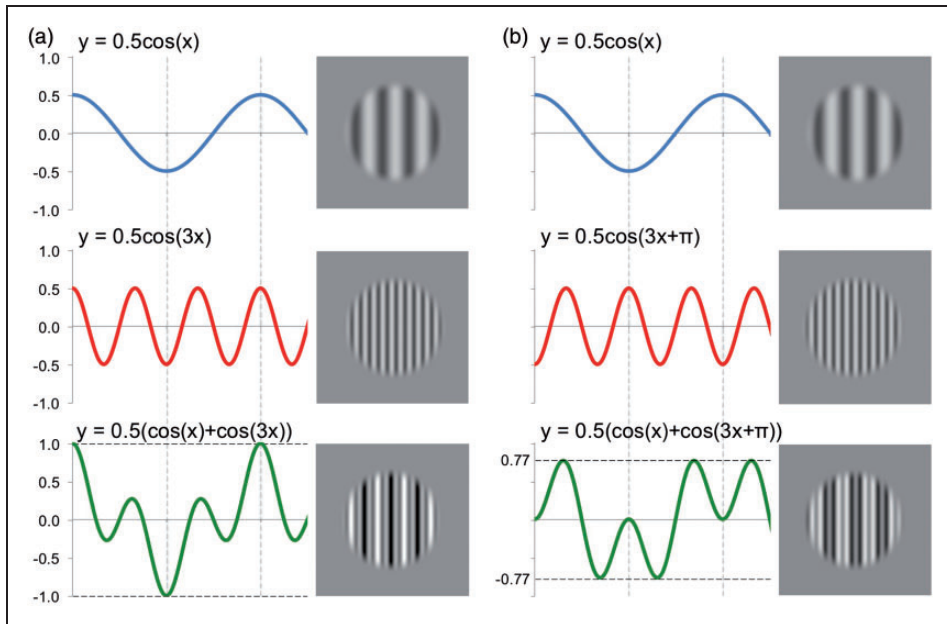 (a)
y = 0.5cos(x)
1.0
0.5
0.0
-0.5
-1.0
y = 0.5cos(3x)
1.0
0.5
0.0
-0.5
-1.0
y = 0.5(cos(x)+cos(3x))
1.0
0.5
0.0
-0.5
-1.0
(b)
y = 0.5cos(x)
y = 0.5cos(3x+π)
y = 0.5(cos(x)+cos(3x+π))
0.77
-0.77